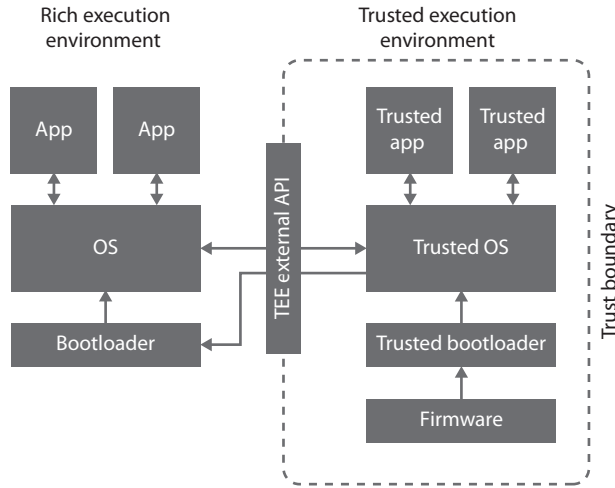 Rich execution
environment
Trusted execution
environment
App
App
Trusted
app
Trusted
app
OS
TEE external API
Trusted OS
Trust boundary
Bootloader
Trusted bootloader
Firmware